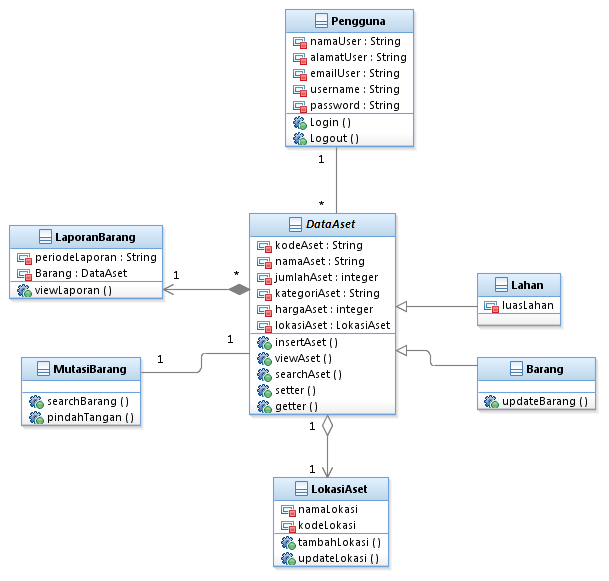 Pengguna
namaUser : String
alamatUser : String
emailUser : String
username : String
password : String
Login ( )
Logout ( )
1
*
DataAset
kodeAset : String
namaAset : String
jumlahAset : integer
kategoriAset : String
hargaAset : integer
lokasiAset : LokasiAset
insertAset ( )
viewAset ( )
searchAset ( )
setter ( )
getter ( )
LaporanBarang
periodeLaporan : String
Barang : DataAset
viewLaporan ( )
1
*
MutasiBarang
searchBarang ( )
pindahTangan ( )
1
1
Lahan
luasLahan
Barang
updateBarang ( )
1
1
LokasiAset
namaLokasi
kodeLokasi
tambahLokasi ( )
updateLokasi ( )